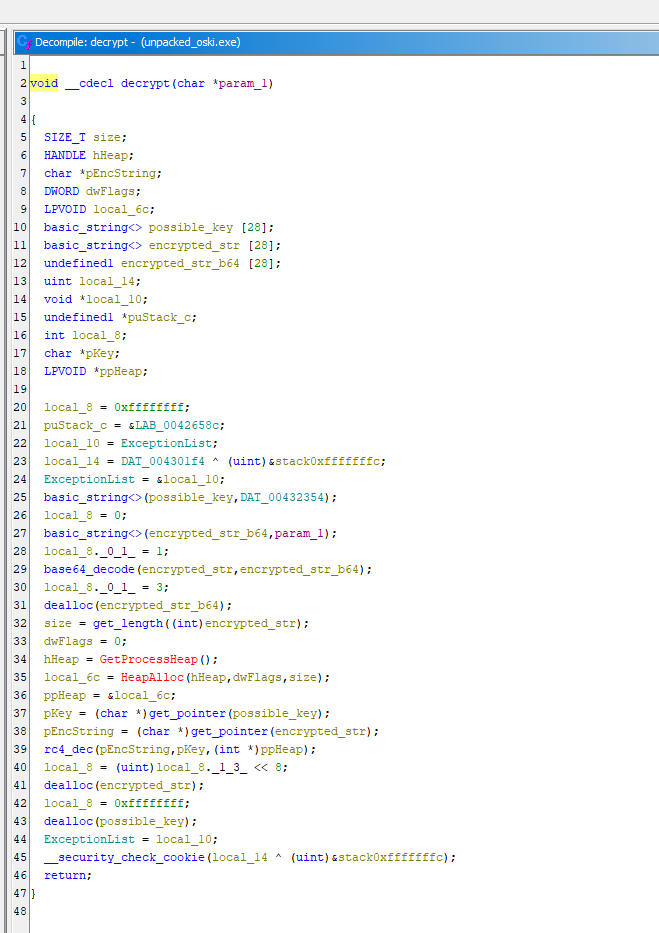 Decompile: decrypt - (unpacked_oski.exe)
1
2 void __cdecl decrypt(char *param_1)
3
4 {
5 SIZE_T size;
6 HANDLE hHeap;
7 char *pEncString;
8 DWORD dwFlags;
9 LPVOID local_6c;
10 basic_string<> possible_key [28];
11 basic_string<> encrypted_str [28];
12 undefined1 encrypted_str_b64 [28];
13 uint local_14;
14 void *local_10;
15 undefined1 *puStack_c;
16 int local_8;
17 char *pKey;
18 LPVOID *ppHeap;
19
20 local_8 = 0xffffffff;
21 puStack_c = &LAB_0042658c;
22 local_10 = ExceptionList;
23 local_14 = DAT_004301f4 ^ (uint)&stack0xfffffffc;
24 ExceptionList = &local_10;
25 basic_string<>(possible_key,DAT_00432354);
26 local_8 = 0;
27 basic_string<>(encrypted_str_b64,param_1);
28 local_8._0_1_ = 1;
29 base64_decode(encrypted_str,encrypted_str_b64);
30 local_8._0_1_ = 3;
31 dealloc(encrypted_str_b64);
32 size = get_length((int)encrypted_str);
33 dwFlags = 0;
34 hHeap = GetProcessHeap();
35 local_6c = HeapAlloc(hHeap,dwFlags,size);
36 ppHeap = &local_6c;
37 pKey = (char *)get_pointer(possible_key);
38 pEncString = (char *)get_pointer(encrypted_str);
39 rc4_dec(pEncString,pKey,(int *)ppHeap);
40 local_8 = (uint)local_8._1_3_ << 8;
41 dealloc(encrypted_str);
42 local_8 = 0xffffffff;
43 dealloc(possible_key);
44 ExceptionList = local_10;
45 __security_check_cookie(local_14 ^ (uint)&stack0xfffffffc);
46 return;
47 }
48